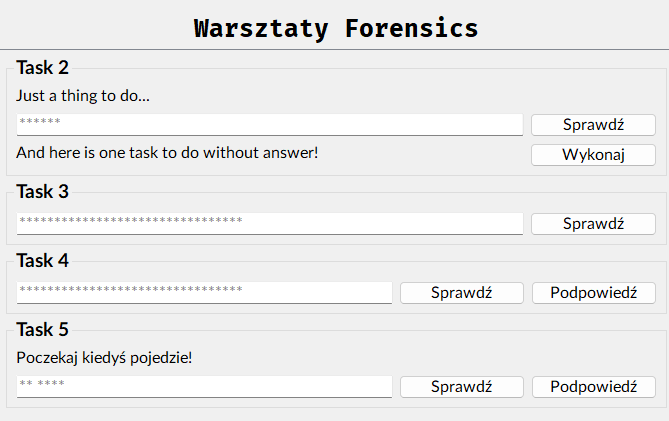 Warsztaty Forensics
Task 2
Just a thing to do...
****** Sprawdź
And here is one task to do without answer! Wykonaj
Task 3
******************************** Sprawdź
Task 4
******************************** Sprawdź Podpowiedź
Task 5
Poczekaj kiedyś pojedzie!
** **** Sprawdź Podpowiedź